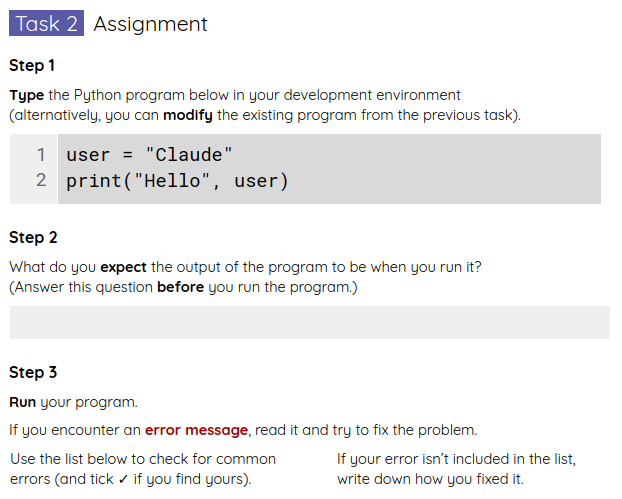 Task 2 Assignment
Step 1
Type the Python program below in your development environment
(alternatively, you can modify the existing program from the previous task).
1 user = "Claude"
2 print("Hello", user)
Step 2
What do you expect the output of the program to be when you run it?
(Answer this question before you run the program.)
Step 3
Run your program.
If you encounter an error message, read it and try to fix the problem.
Use the list below to check for common
errors (and tick ✓ if you find yours).
If your error isn’t included in the list,
write down how you fixed it.